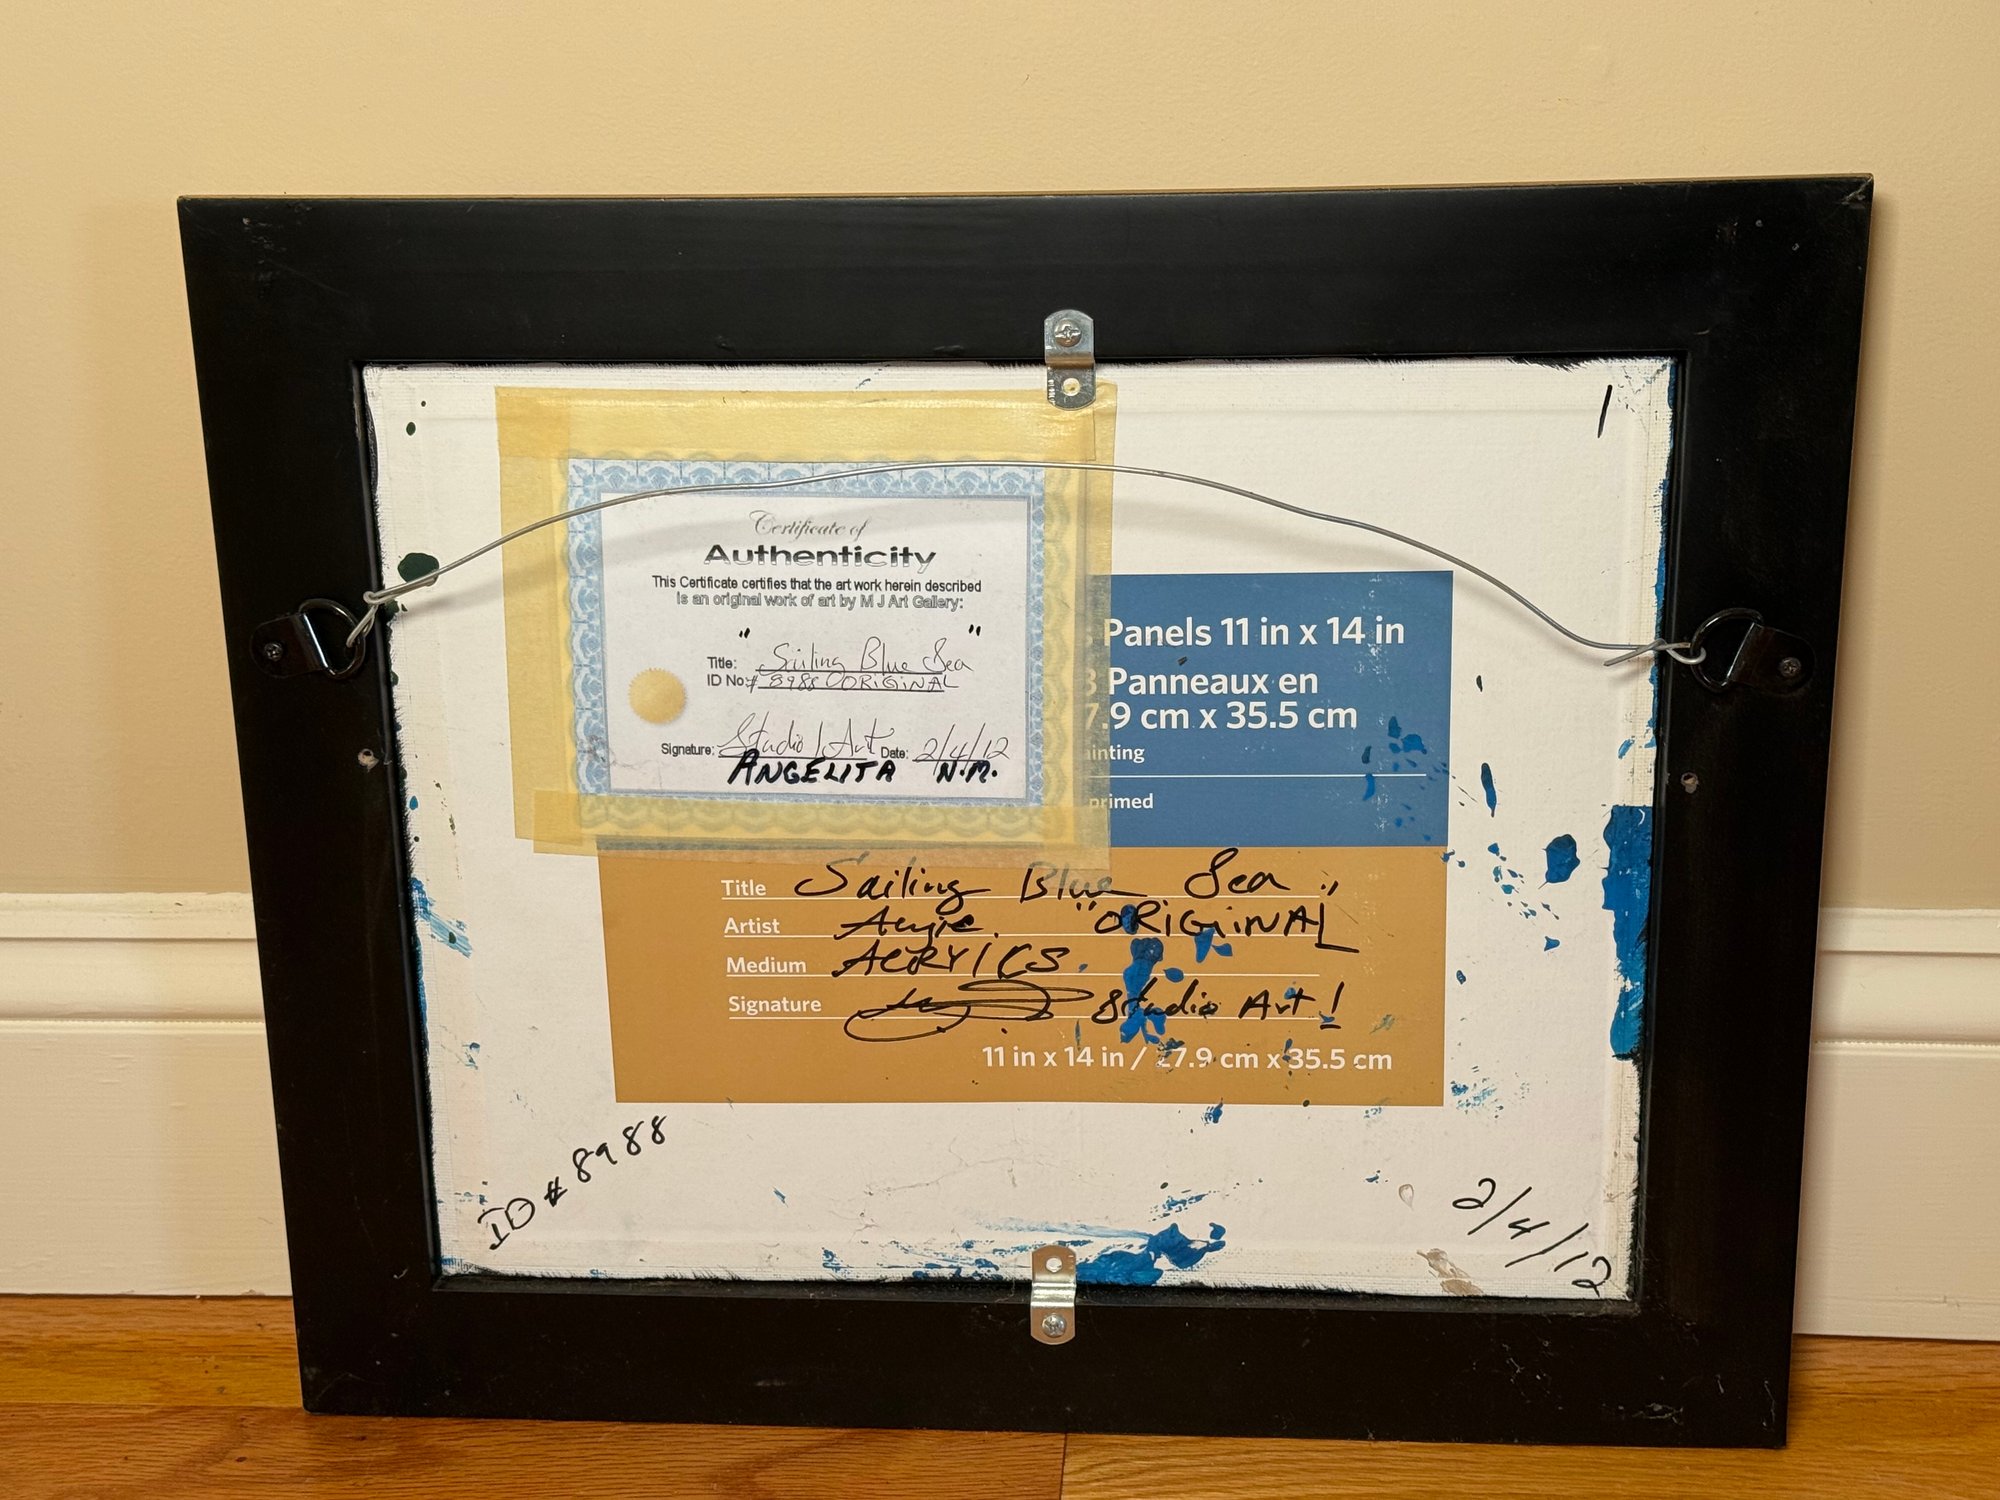 1
Certificate of
Authenticity
This Certificate certifies that the art work herein described
is an original work of art by M J Art Gallery:
Title: "Sailing Blue Sea"
ID No: # 8988 ORIGINAL
Signature: Studio 1 Art Date: 2/4/12
ANGELITA N.M.
Panels 11 in x 14 in
3 Panneaux en
7.9 cm x 35.5 cm
ainting
primed
Title Sailing Blue Sea
Artist Angie. "ORIGINAL"
Medium ACRYICS.
Signature Studio Art!
11 in x 14 in / 27.9 cm x 35.5 cm
ID # 8988
2/4/12